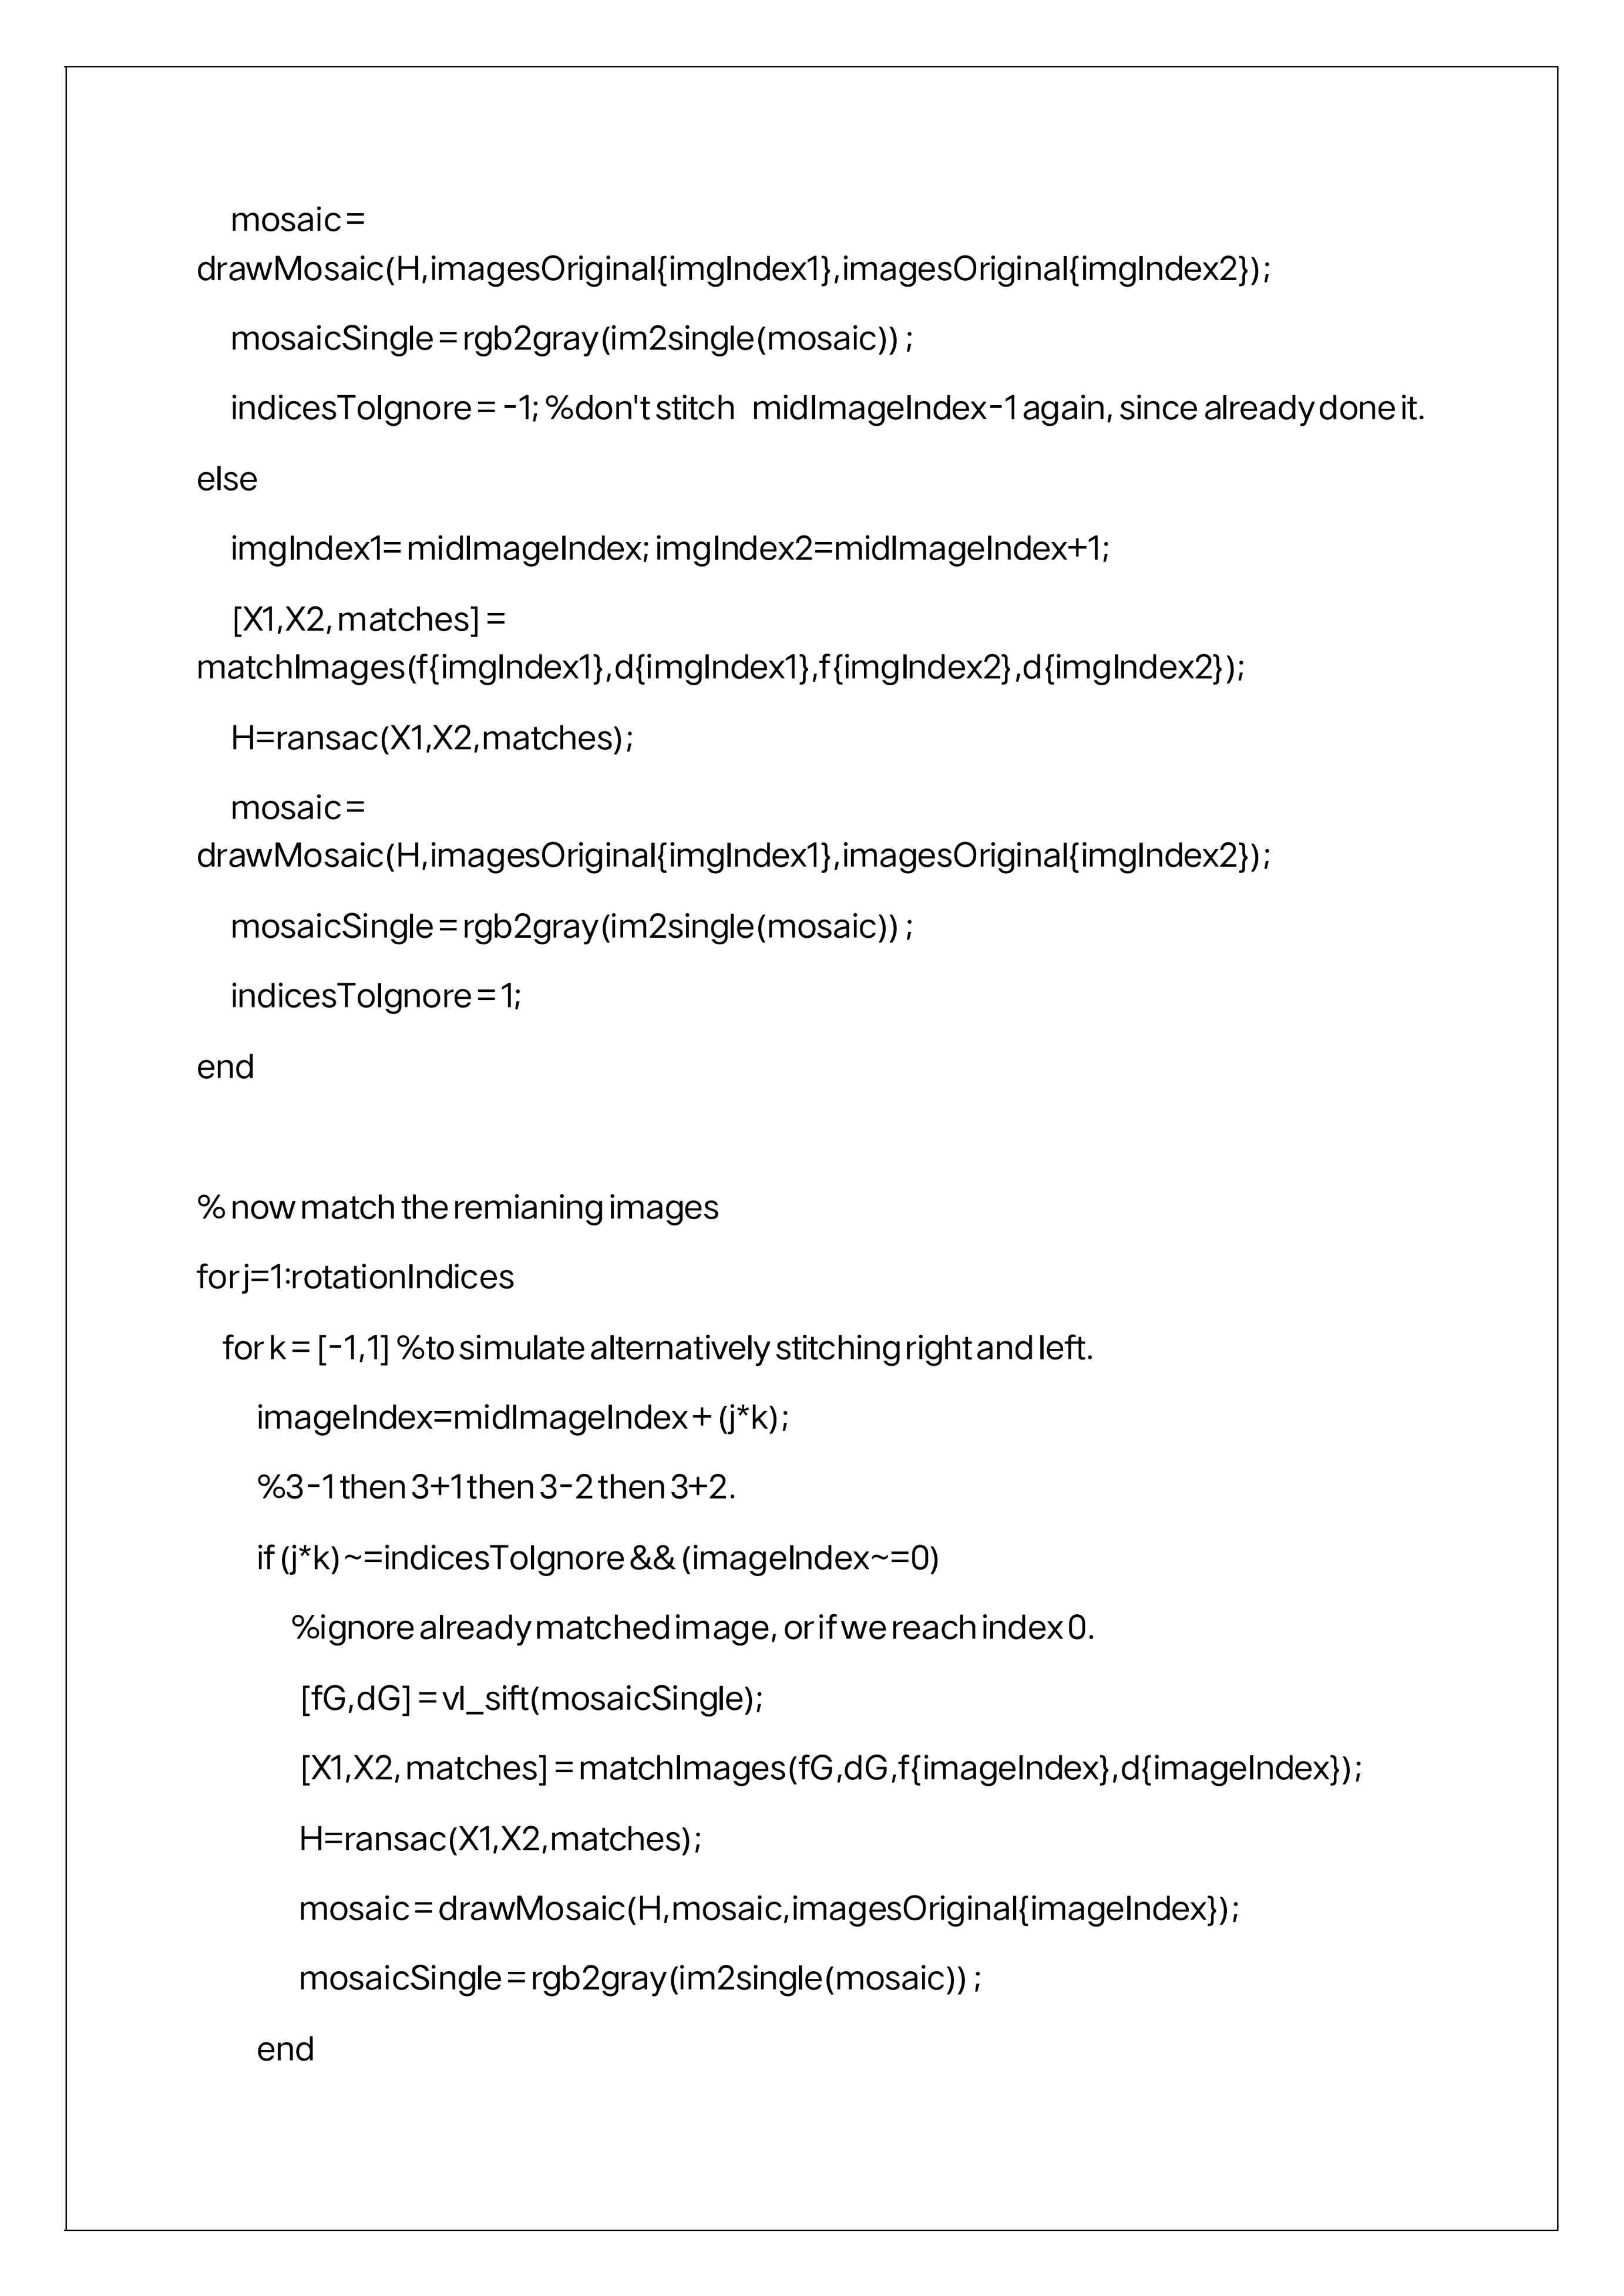 mosaic =
drawMosaic(H,imagesOriginal{imgIndex1},imagesOriginal{imgIndex2});
mosaicSingle = rgb2gray(im2single(mosaic)) ;
indicesToIgnore = -1; %don't stitch midImageIndex-1 again, since already done it.
else
imgIndex1= midImageIndex; imgIndex2=midImageIndex+1;
[X1,X2, matches] =
matchImages(f{imgIndex1},d{imgIndex1},f{imgIndex2},d{imgIndex2});
H=ransac(X1,X2,matches);
mosaic =
drawMosaic(H,imagesOriginal{imgIndex1},imagesOriginal{imgIndex2});
mosaicSingle = rgb2gray(im2single(mosaic)) ;
indicesToIgnore = 1;
end
% now match the remianing images
for j=1:rotationIndices
for k = [-1,1] %to simulate alternatively stitching right and left.
imageIndex=midImageIndex + (j*k);
%3-1 then 3+1 then 3-2 then 3+2.
if (j*k) ~=indicesToIgnore && (imageIndex~=0)
%ignore already matched image, or if we reach index 0.
[fG,dG] = vl_sift(mosaicSingle);
[X1,X2, matches] = matchImages(fG,dG,f{imageIndex},d{imageIndex});
H=ransac(X1,X2,matches);
mosaic = drawMosaic(H,mosaic,imagesOriginal{imageIndex});
mosaicSingle = rgb2gray(im2single(mosaic)) ;
end